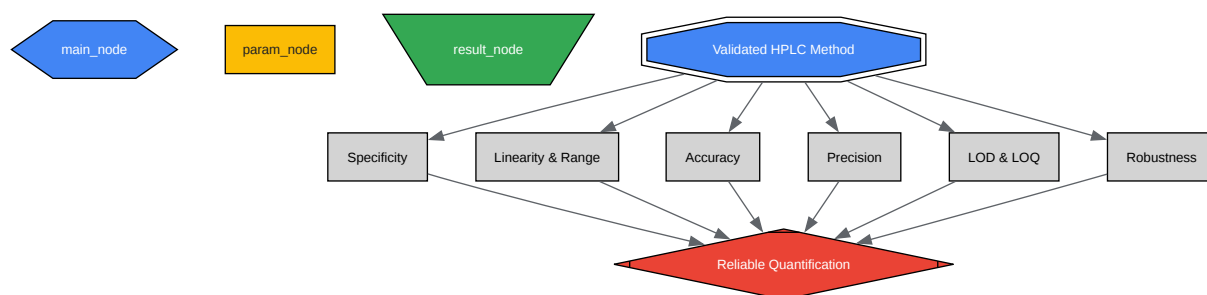 main_node
param_node
result_node
Validated HPLC Method
Specificity
Linearity & Range
Accuracy
Precision
LOD & LOQ
Robustness
Reliable Quantification